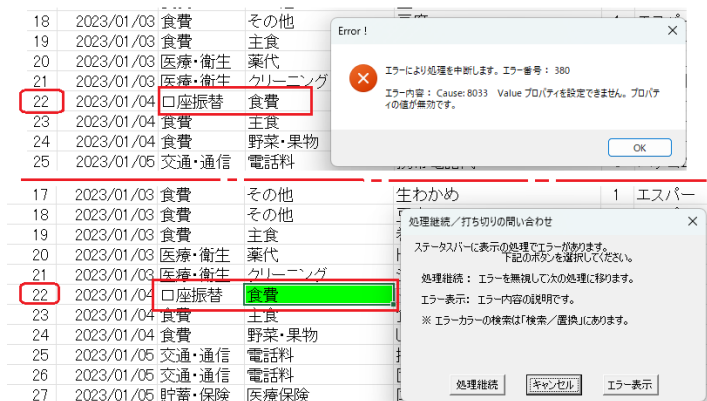 18 2023/01/03 食費 その他
19 2023/01/03 食費 主食
20 2023/01/03 医療・衛生 薬代
21 2023/01/03 医療・衛生 クリーニング
22 2023/01/04 口座振替 食費
23 2023/01/04 食費 主食
24 2023/01/04 食費 野菜・果物
25 2023/01/05 交通・通信 電話料
Error !
エラーにより処理を中断します。エラー番号： 380
エラー内容： Cause: 8033 Value プロパティを設定できません。プロパテ
ィの値が無効です。
OK
17 2023/01/03 食費 その他 生わかめ 1 エスパー
18 2023/01/03 食費 その他
19 2023/01/03 食費 主食
20 2023/01/03 医療・衛生 薬代
21 2023/01/03 医療・衛生 クリーニング
22 2023/01/04 口座振替 食費
23 2023/01/04 食費 主食
24 2023/01/04 食費 野菜・果物
25 2023/01/05 交通・通信 電話料
26 2023/01/05 交通・通信 電話料
27 2023/01/05 貯蓄・保険 医療保険
処理継続／打ち切りの問い合わせ
ステータスバーに表示の処理でエラーがあります。
下記のボタンを選択してください。
処理継続： エラーを無視して次の処理に移ります。
エラー表示： エラー内容の説明です。
※ エラーカラーの検索は「検索／置換」にあります。
処理継続 キャンセル エラー表示